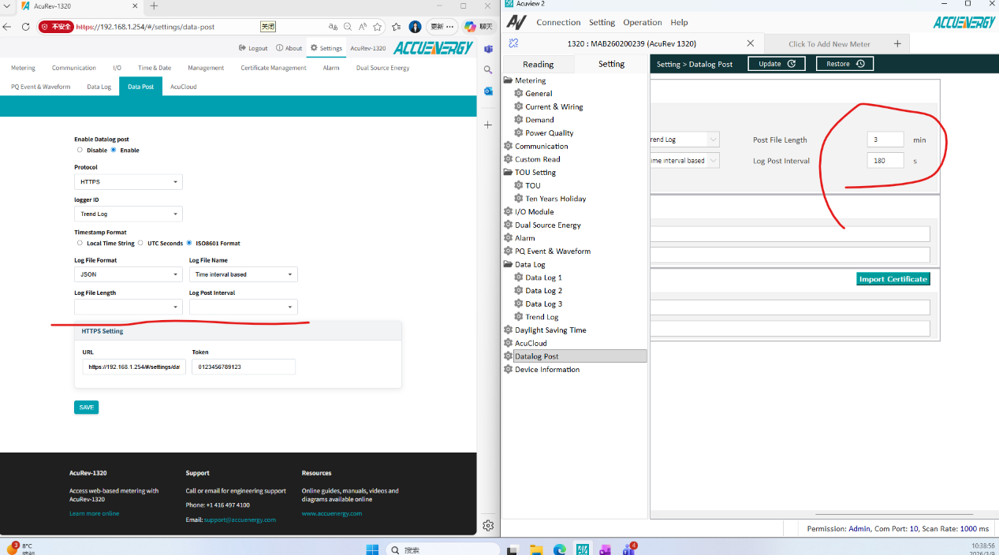 AcuRev-1320
不安全
https://192.168.1.254/#/settings/data-post
关闭
更新
聊天
Logout
About
Settings
AcuRev-1320
ACCUENERGY
Metering
Communication
I/O
Time & Date
Management
Certificate Management
Alarm
Dual Source Energy
PQ Event & Waveform
Data Log
Data Post
AcuCloud
Enable Datalog post
Disable
Enable
Protocol
HTTPS
logger ID
Trend Log
Timestamp Format
Local Time String
UTC Seconds
ISO8601 Format
Log File Format
Log File Name
JSON
Time interval based
Log File Length
Log Post Interval
HTTPS Setting
URL
Token
https://192.168.1.254/#/settings/da
0123456789123
SAVE
AcuRev-1320
Support
Resources
Access web-based metering with
AcuRev-1320
Learn more online
Call or email for engineering support
Phone: +1 416 497 4100
Email: support@accuenergy.com
Online guides, manuals, videos and
diagrams available online
www.accuenergy.com
Acuview 2
Connection
Setting
Operation
Help
ACCUENERGY
1320 : MAB260200239 (AcuRev 1320)
Click To Add New Meter
Reading
Setting
Setting > Datalog Post
Update
Restore
Metering
General
Current & Wiring
Demand
Power Quality
Communication
Custom Read
TOU Setting
TOU
Ten Years Holiday
I/O Module
Dual Source Energy
Alarm
PQ Event & Waveform
Data Log
Data Log 1
Data Log 2
Data Log 3
Trend Log
Daylight Saving Time
AcuCloud
Datalog Post
Device Information
rend Log
Post File Length
3
min
ime interval based
Log Post Interval
180
s
Import Certificate
Permission: Admin, Com Port: 10, Scan Rate: 1000 ms
3
8°C
搜索
4
10:38:56
2026/3/9